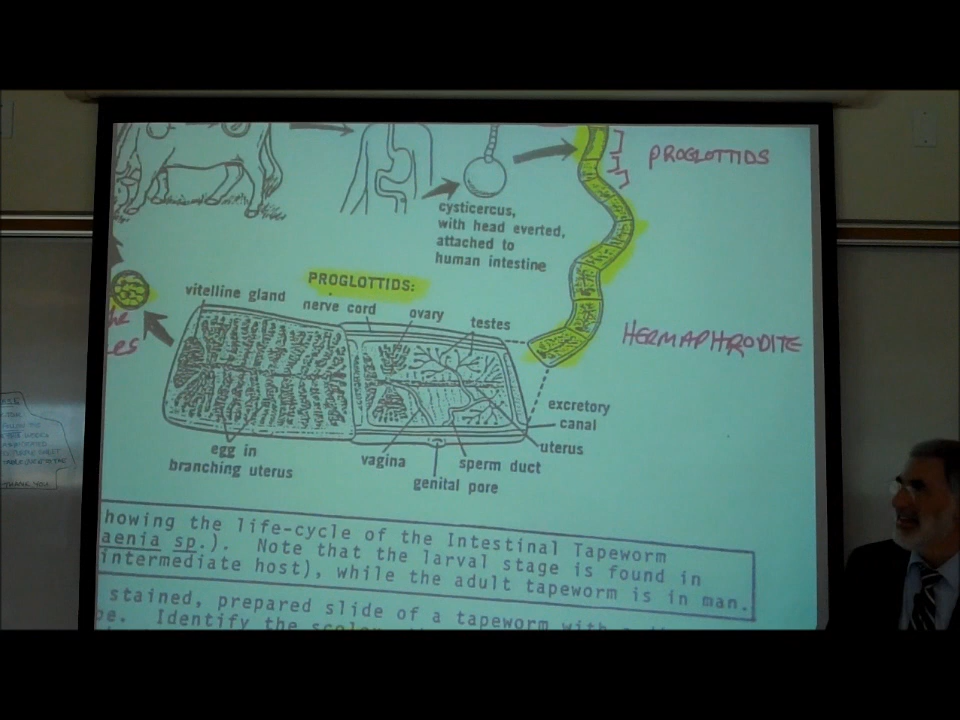 PROGLOTTIDS
cysticercus,
with head everted,
attached to
human intestine
PROGLOTTIDS:
vitelline gland
nerve cord
ovary
testes
HERMAPHRODITE
excretory
canal
uterus
egg in
branching uterus
vagina
sperm duct
genital pore
howing the life-cycle of the Intestinal Tapeworm
aenia sp.). Note that the larval stage is found in
intermediate host), while the adult tapeworm is in man.
stained, prepared slide of a tapeworm with
Identify the
THANK YOU